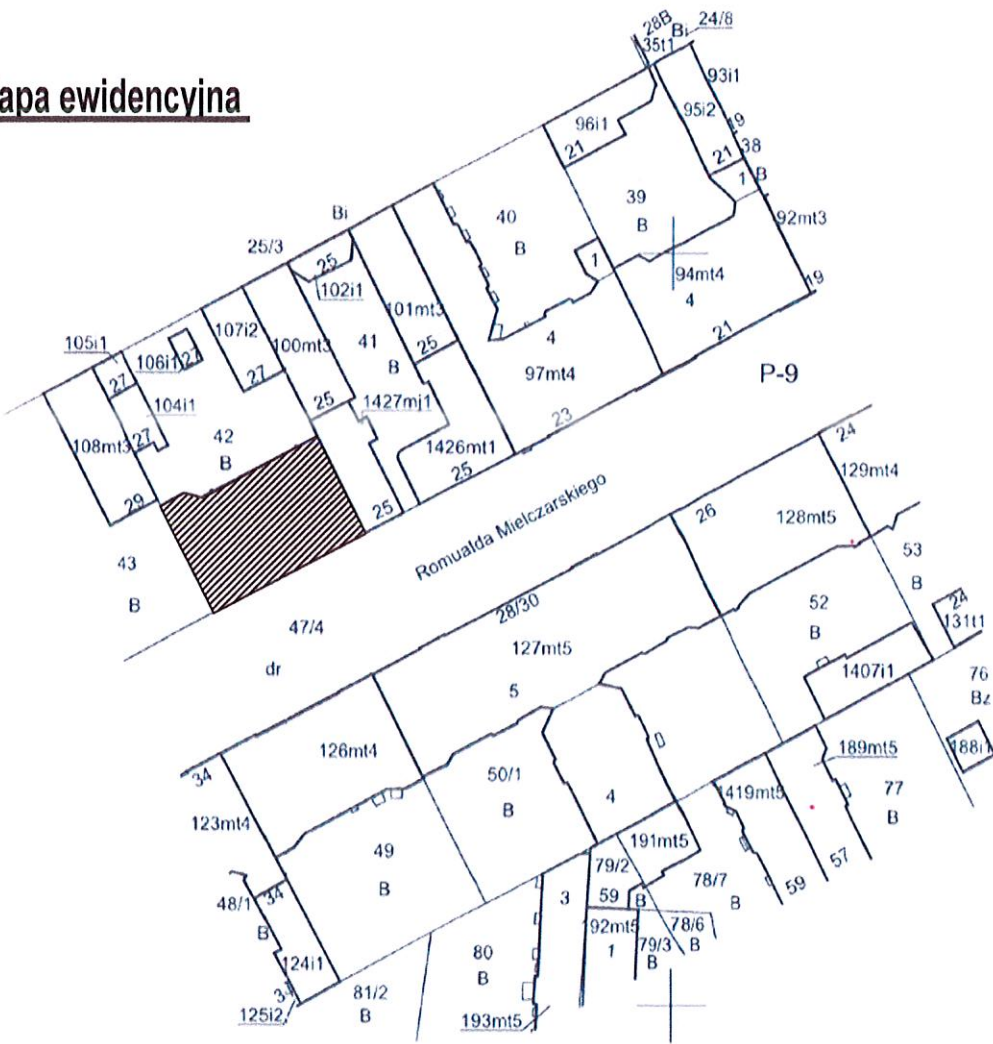 apa ewidencyjna
28B
Bi
24/8
35t1
93i1
95i2
96i1
19
21
21
38
1
B
39
B
40
B
92mt3
Bi
25/3
25
102i1
1
94mt4
4
19
101mt3
107i2
100mt3
41
B
25
4
21
105i1
106i1
27
27
27
97mt4
P-9
104i1
25
1427mj1
23
108mt3
27
42
B
1426mt1
24
25
129mt4
29
25
Romualda Mielczarskiego
26
128mt5
43
B
53
B
28/30
52
B
24
131t1
47/4
127mt5
dr
5
1407i1
76
Bz
126mt4
34
50/1
B
189mt5
188i1
123mt4
4
1419mt5
77
B
49
B
191mt5
79/2
78/7
B
57
34
48/1
B
3
59
B
59
92mt5
78/6
B
1
79/3
B
124i1
80
B
3
125i2
81/2
B
193mt5